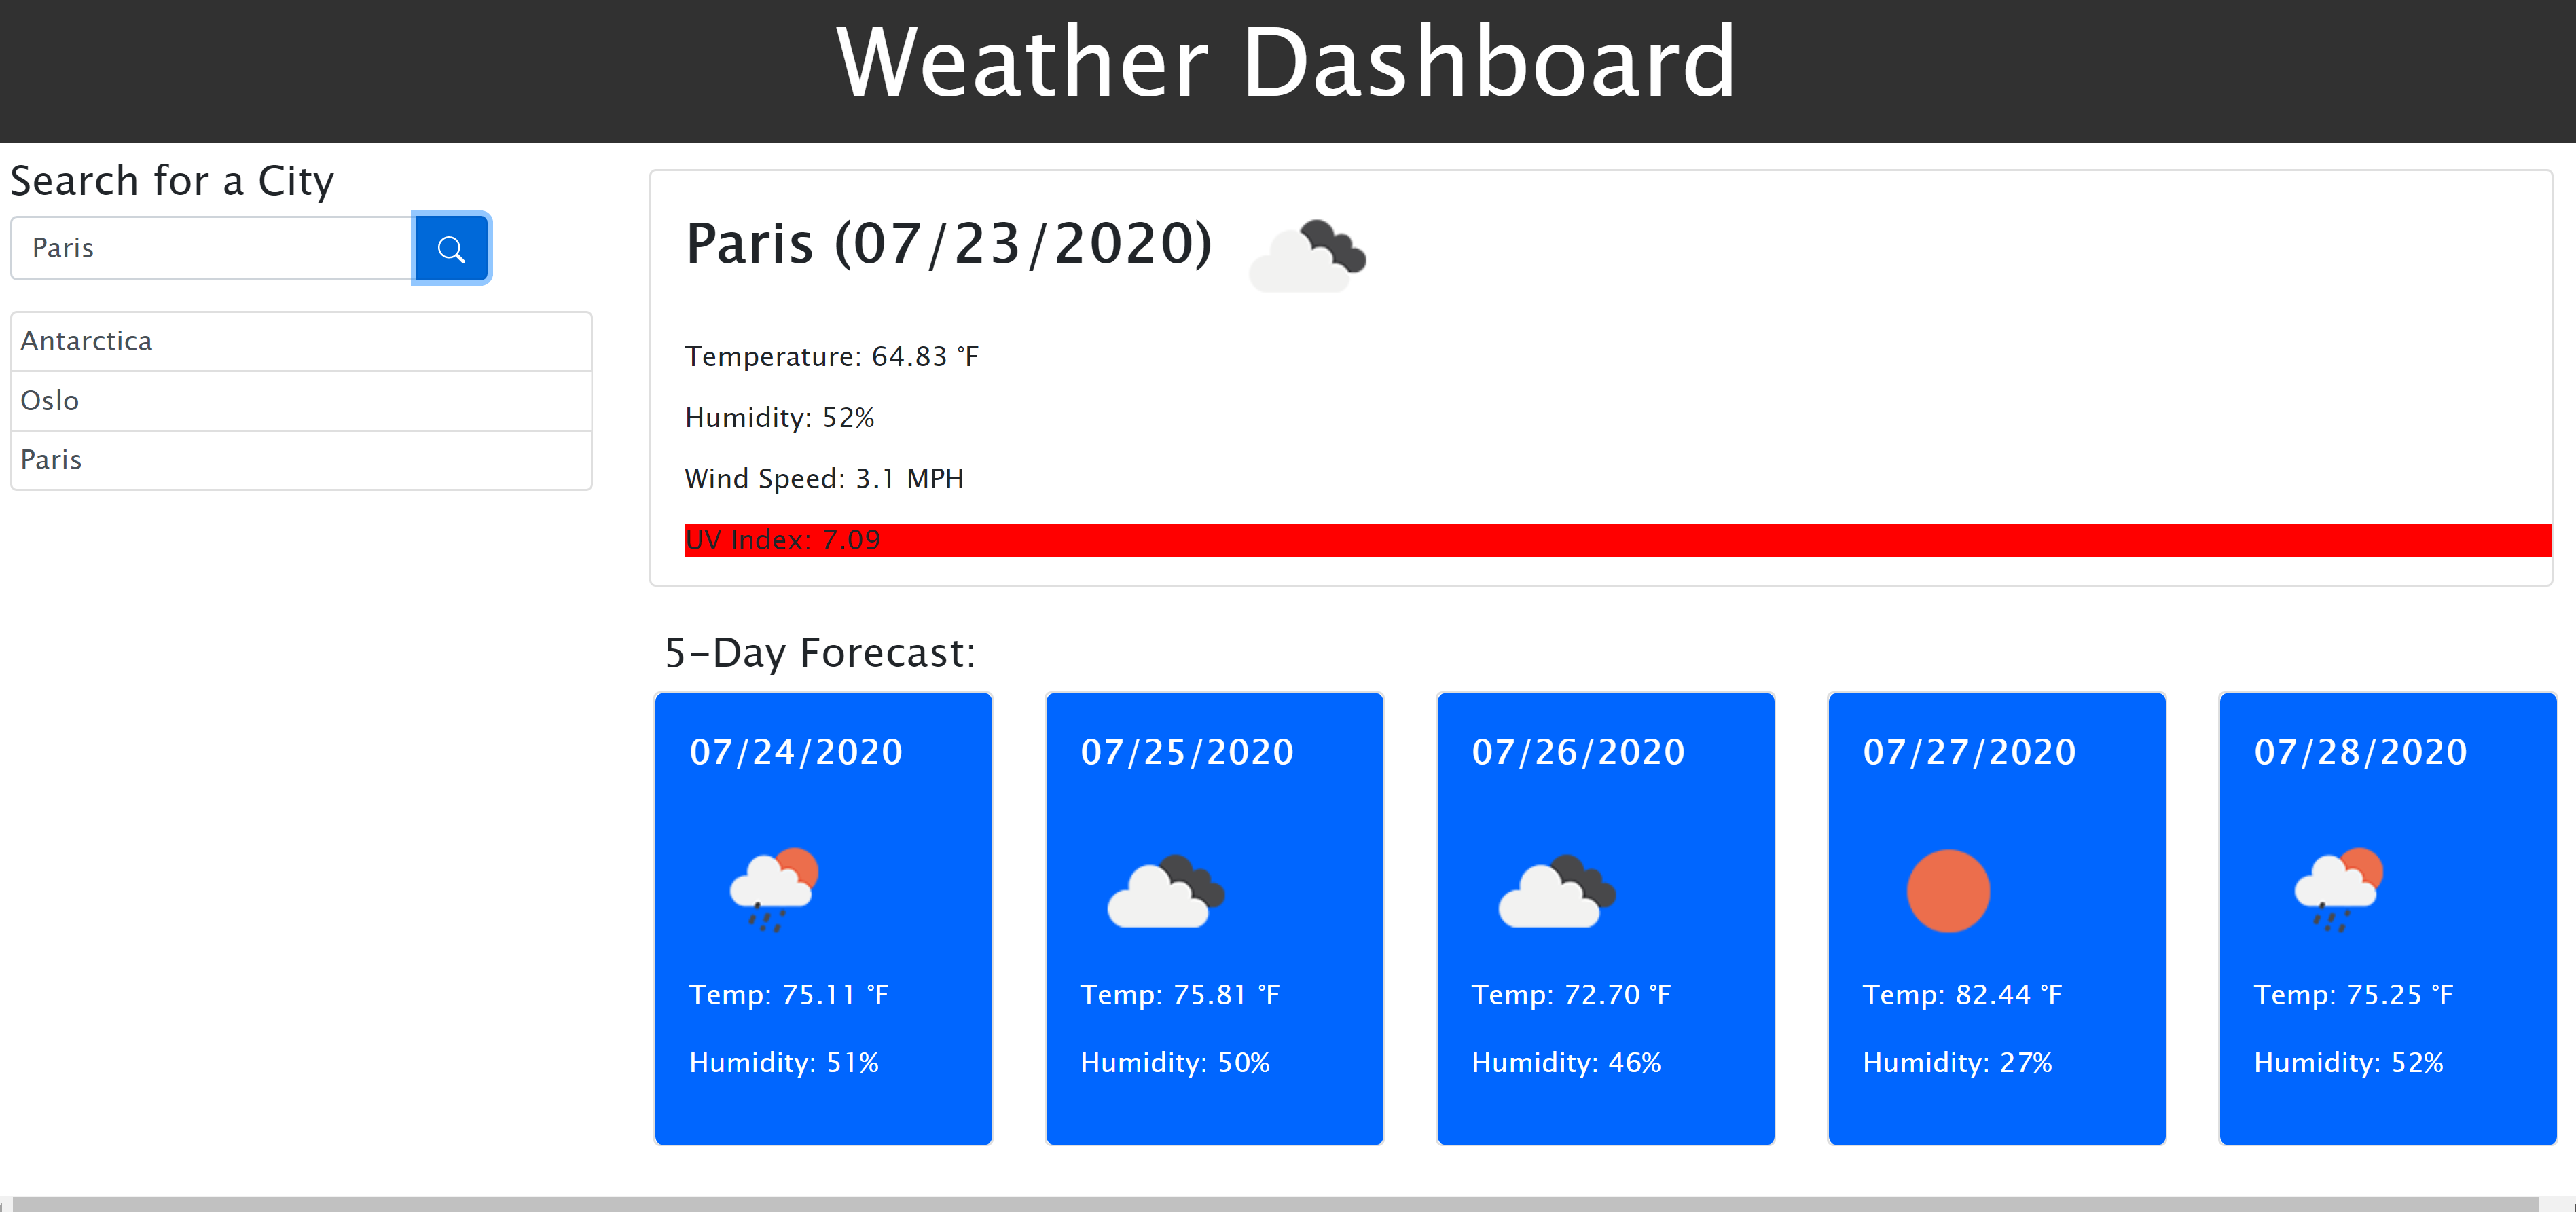 Weather Dashboard
Search for a City
Paris
Antarctica
Oslo
Paris
Paris (07/23/2020)
Temperature: 64.83 °F
Humidity: 52%
Wind Speed: 3.1 MPH
UV Index: 7.09
5-Day Forecast:
07/24/2020
Temp: 75.11 °F
Humidity: 51%
07/25/2020
Temp: 75.81 °F
Humidity: 50%
07/26/2020
Temp: 72.70 °F
Humidity: 46%
07/27/2020
Temp: 82.44 °F
Humidity: 27%
07/28/2020
Temp: 75.25 °F
Humidity: 52%